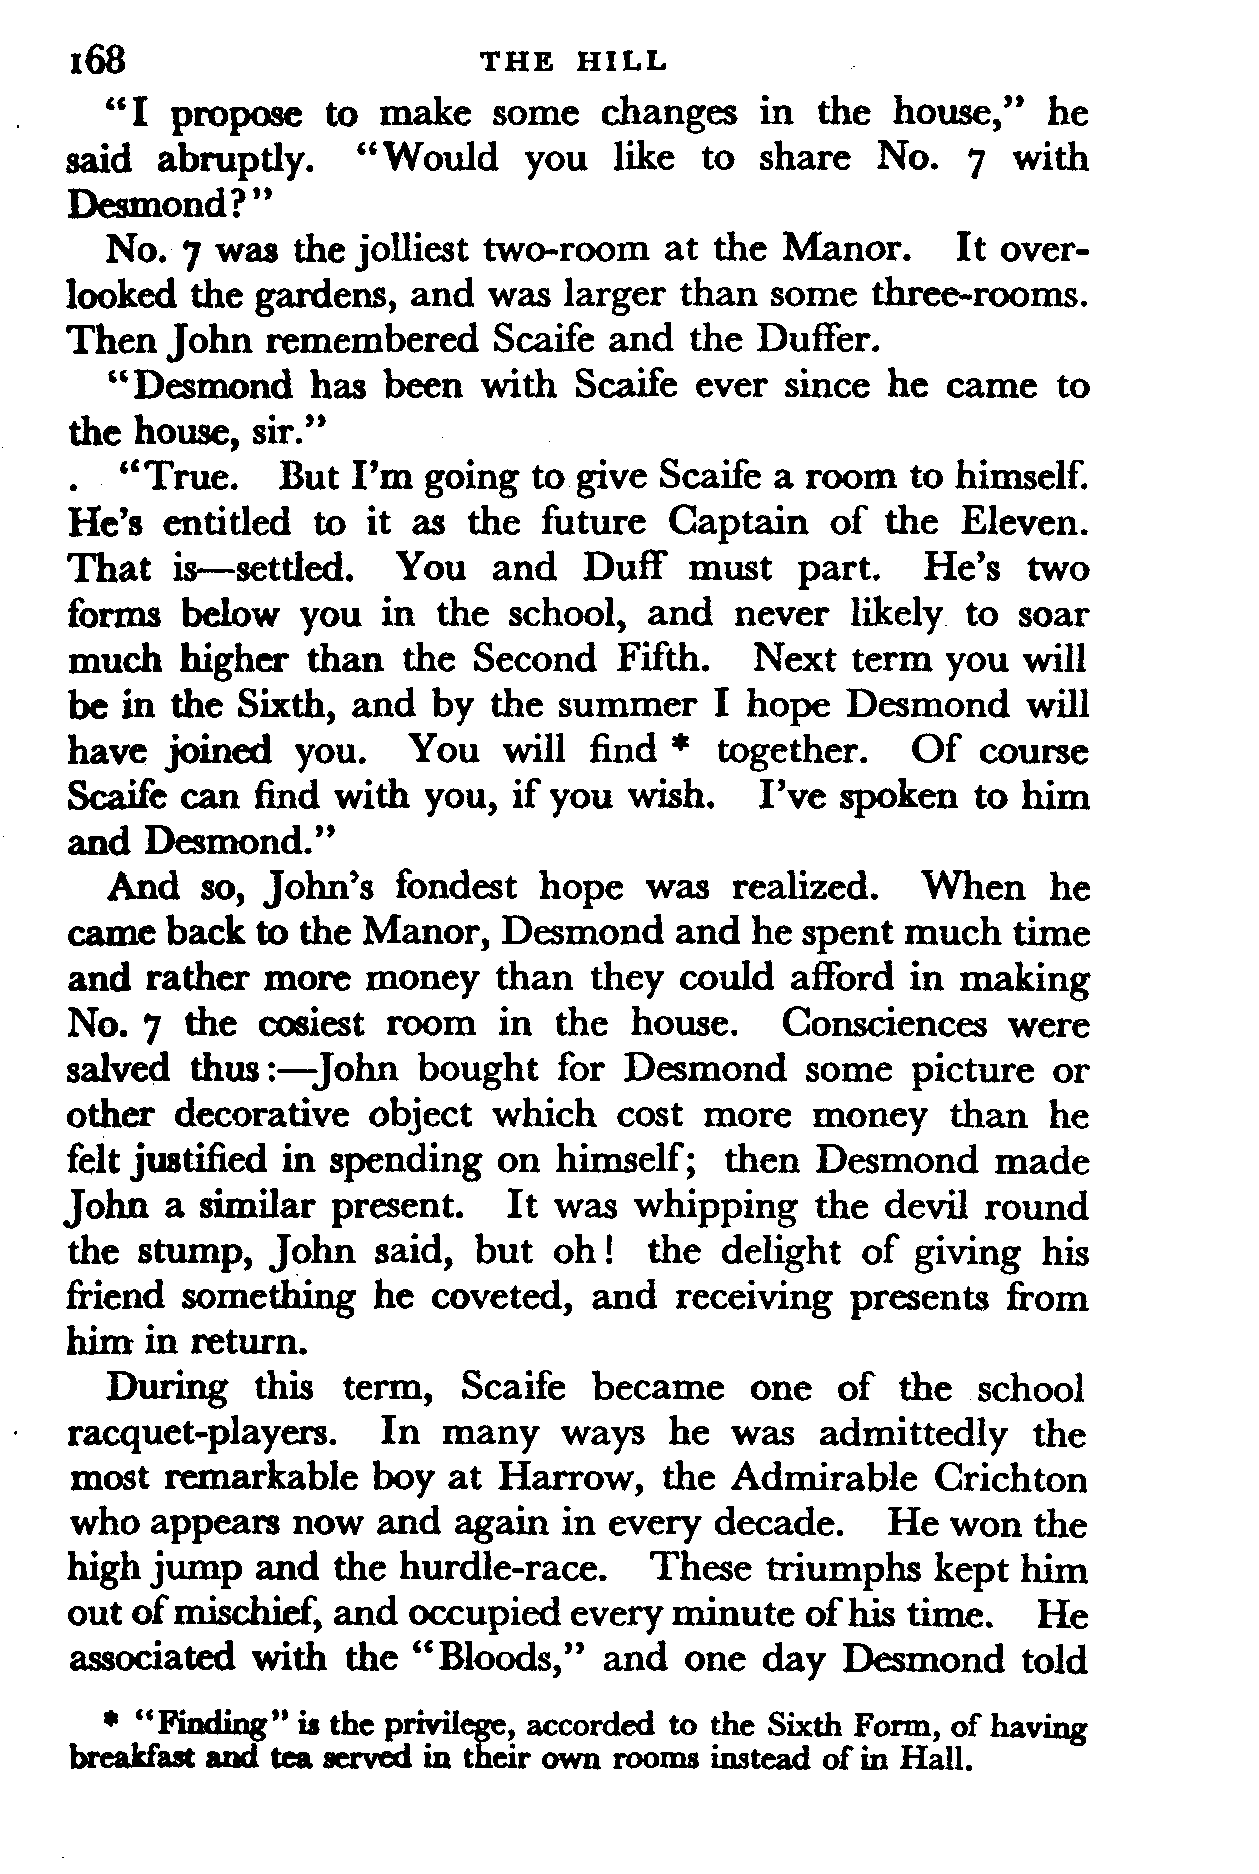 168 THE HILL
"I propose to make some changes in the house," he
said abruptly. "Would you like to share No. 7 with
Desmond?"
No. 7 was the jolliest two-room at the Manor. It over-
looked the gardens, and was larger than some three-rooms.
Then John remembered Scaife and the Duffer.
"Desmond has been with Scaife ever since he came to
the house, sir."
"True. But I'm going to give Scaife a room to himself.
He's entitled to it as the future Captain of the Eleven.
That is—settled. You and Duff must part. He's two
forms below you in the school, and never likely to soar
much higher than the Second Fifth. Next term you will
be in the Sixth, and by the summer I hope Desmond will
have joined you. You will find * together. Of course
Scaife can find with you, if you wish. I've spoken to him
and Desmond."
And so, John's fondest hope was realized. When he
came back to the Manor, Desmond and he spent much time
and rather more money than they could afford in making
No. 7 the cosiest room in the house. Consciences were
salved thus:—John bought for Desmond some picture or
other decorative object which cost more money than he
felt justified in spending on himself; then Desmond made
John a similar present. It was whipping the devil round
the stump, John said, but oh! the delight of giving his
friend something he coveted, and receiving presents from
him in return.
During this term, Scaife became one of the school
racquet-players. In many ways he was admittedly the
most remarkable boy at Harrow, the Admirable Crichton
who appears now and again in every decade. He won the
high jump and the hurdle-race. These triumphs kept him
out of mischief, and occupied every minute of his time. He
associated with the "Bloods," and one day Desmond told
* "Finding" is the privilege, accorded to the Sixth Form, of having
breakfast and tea served in their own rooms instead of in Hall.